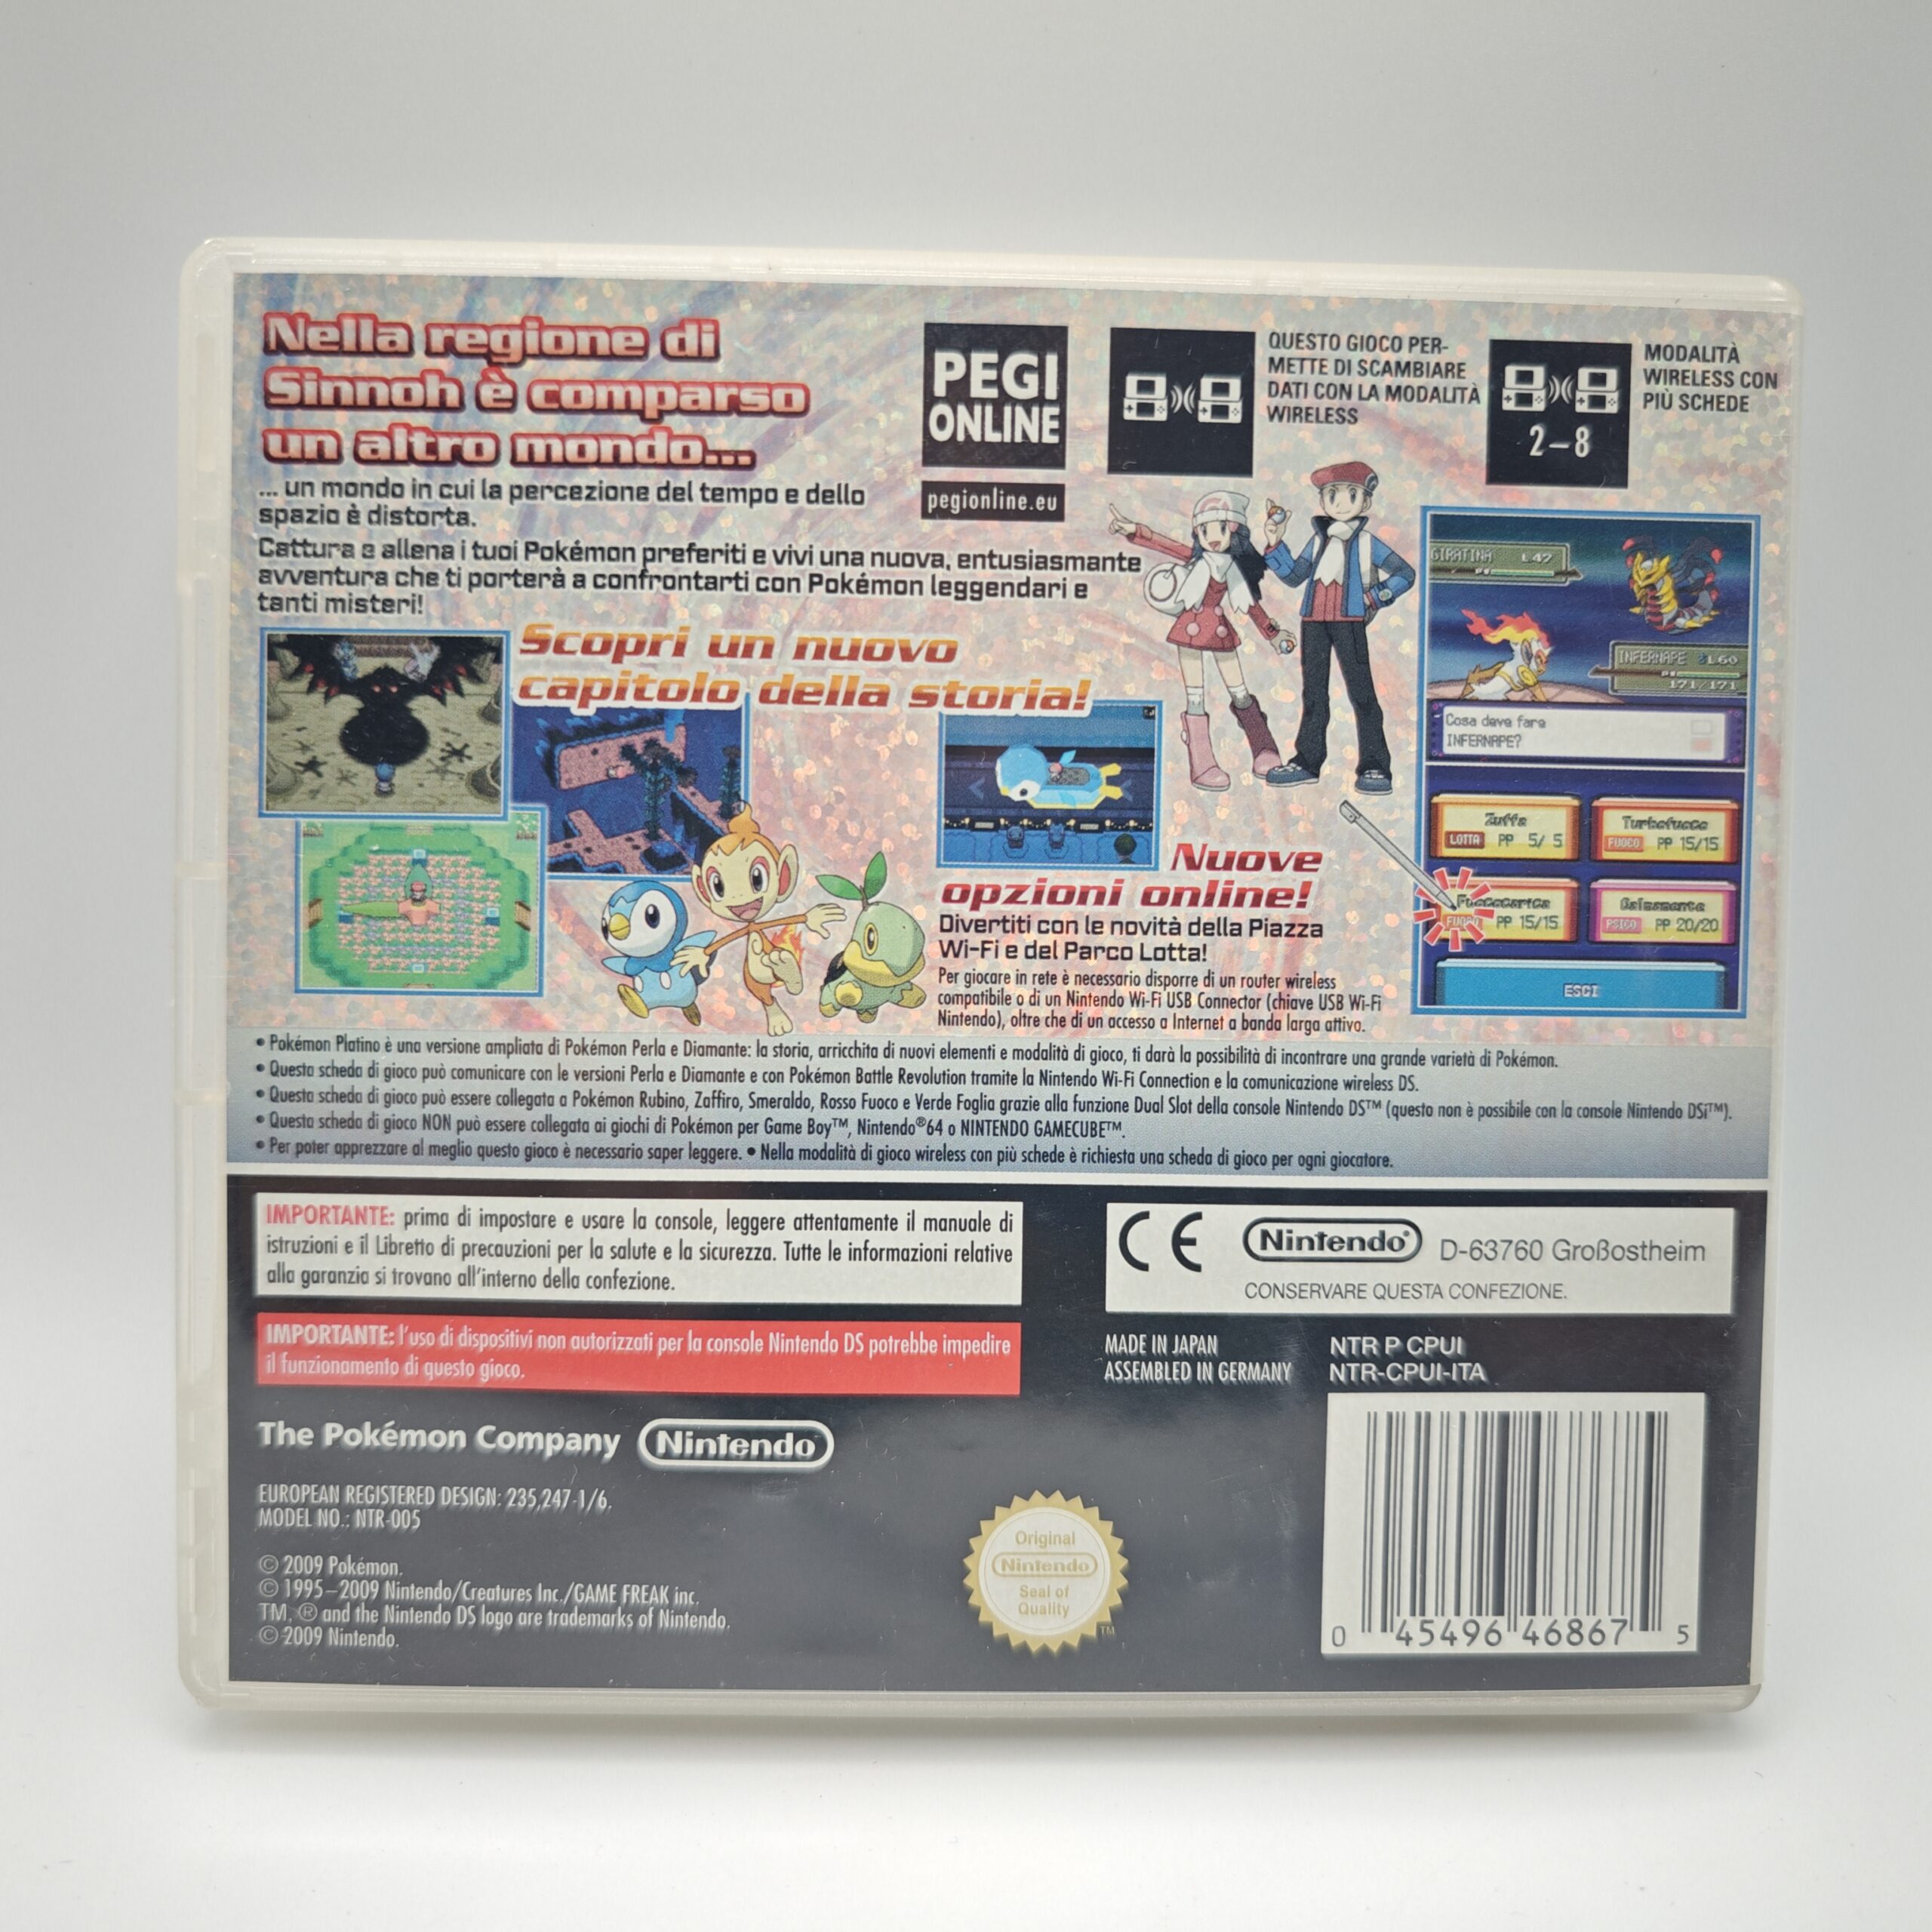 Nella regione di
Sinnoh è comparso
un altro mondo...
... un mondo in cui la percezione del tempo e dello
spazio è distorta.
Cattura e allena i tuoi Pokémon preferiti e vivi una nuova, entusiasmante
avventura che ti porterà a confrontarti con Pokémon leggendari e
tanti misteri!
PEGI
ONLINE
pegionline.eu
QUESTO GIOCO PER-
METTE DI SCAMBIARE
DATI CON LA MODALITÀ
WIRELESS
2–8
MODALITÀ
WIRELESS CON
PIÙ SCHEDE
Scopri un nuovo
capitolo della storia!
GIRATINA L47
INFERNAPE L60
PS
171/171
Cosa deve fare
INFERNAPE?
Zuffa
LOTTA PP 5/ 5
Turbofuoco
FUOCO PP 15/15
Fuococarica
FUOCO PP 15/15
Calmamente
PSICO PP 20/20
ESCI
Nuove
opzioni online!
Divertiti con le novità della Piazza
Wi-Fi e del Parco Lotta!
Per giocare in rete è necessario disporre di un router wireless
compatibile o di un Nintendo Wi-Fi USB Connector (chiave USB Wi-Fi
Nintendo), oltre che di un accesso a Internet a banda larga attivo.
• Pokémon Platino è una versione ampliata di Pokémon Perla e Diamante: la storia, arricchita di nuovi elementi e modalità di gioco, ti darà la possibilità di incontrare una grande varietà di Pokémon.
• Questa scheda di gioco può comunicare con le versioni Perla e Diamante e con Pokémon Battle Revolution tramite la Nintendo Wi-Fi Connection e la comunicazione wireless DS.
• Questa scheda di gioco può essere collegata a Pokémon Rubino, Zaffiro, Smeraldo, Rosso Fuoco e Verde Foglia grazie alla funzione Dual Slot della console Nintendo DS™ (questo non è possibile con la console Nintendo DSi™).
• Questa scheda di gioco NON può essere collegata ai giochi di Pokémon per Game Boy™, Nintendo®64 o NINTENDO GAMECUBE™.
• Per poter apprezzare al meglio questo gioco è necessario saper leggere. • Nella modalità di gioco wireless con più schede è richiesta una scheda di gioco per ogni giocatore.
IMPORTANTE: prima di impostare e usare la console, leggere attentamente il manuale di
istruzioni e il Libretto di precauzioni per la salute e la sicurezza. Tutte le informazioni relative
alla garanzia si trovano all'interno della confezione.
CE Nintendo® D-63760 Großostheim
CONSERVARE QUESTA CONFEZIONE.
IMPORTANTE: l'uso di dispositivi non autorizzati per la console Nintendo DS potrebbe impedire
il funzionamento di questo gioco.
MADE IN JAPAN
ASSEMBLED IN GERMANY
NTR P CPUI
NTR-CPUI-ITA
The Pokémon Company Nintendo
EUROPEAN REGISTERED DESIGN: 235,247-1/6.
MODEL NO.: NTR-005
© 2009 Pokémon.
© 1995–2009 Nintendo/Creatures Inc./GAME FREAK inc.
TM, ® and the Nintendo DS logo are trademarks of Nintendo.
© 2009 Nintendo.
Original
Nintendo
Seal of
Quality
TM
0 45496 46867 5